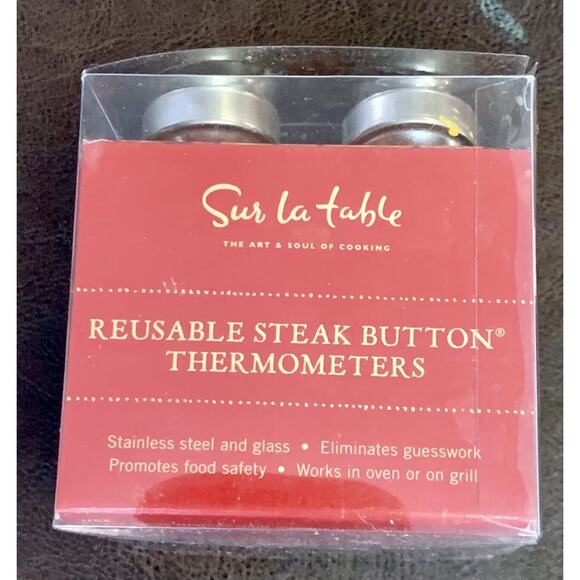 Sur la table
THE ART & SOUL OF COOKING
REUSABLE STEAK BUTTON®
THERMOMETERS
Stainless steel and glass • Eliminates guesswork
Promotes food safety • Works in oven or on grill